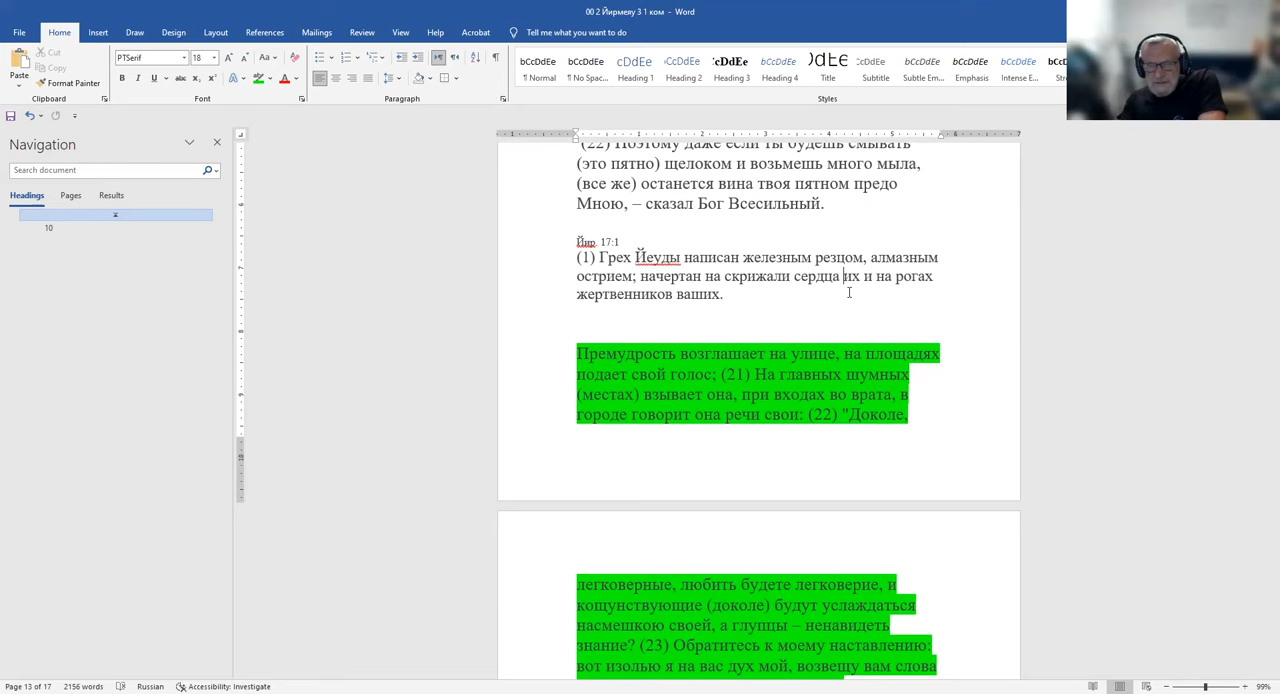 00 2 Йирмеяу 3 1 ком - Word
File Home Insert Draw Design Layout References Mailings Review View Help Acrobat Tell me what you want to do
Paste Cut Copy Format Painter
PTSerif 18
Clipboard Font Paragraph Styles
¶ Normal ¶ No Spac... Heading 1 Heading 2 Heading 3 Heading 4 Title Subtitle Subtle Em... Emphasis Intense E...
Navigation
Search document
Headings Pages Results
10
(22) Поэтому даже если ты будешь смывать
(это пятно) щелоком и возьмешь много мыла,
(все же) останется вина твоя пятном предо
Мною, – сказал Бог Всесильный.
Йир. 17:1
(1) Грех Йеуды написан железным резцом, алмазным
острием; начертан на скрижали сердца их и на рогах
жертвенников ваших.
Премудрость возглашает на улице, на площадях
подает свой голос; (21) На главных шумных
(местах) взывает она, при входах во врата, в
городе говорит она речи свои: (22) "Доколе,
легковерные, любить будете легковерие, и
кощунствующие (доколе) будут услаждаться
насмешкою своей, а глупцы – ненавидеть
знание? (23) Обратитесь к моему наставлению:
вот изолью я на вас дух мой, возвещу вам слова
Page 13 of 17 2156 words Russian Accessibility: Investigate 99%